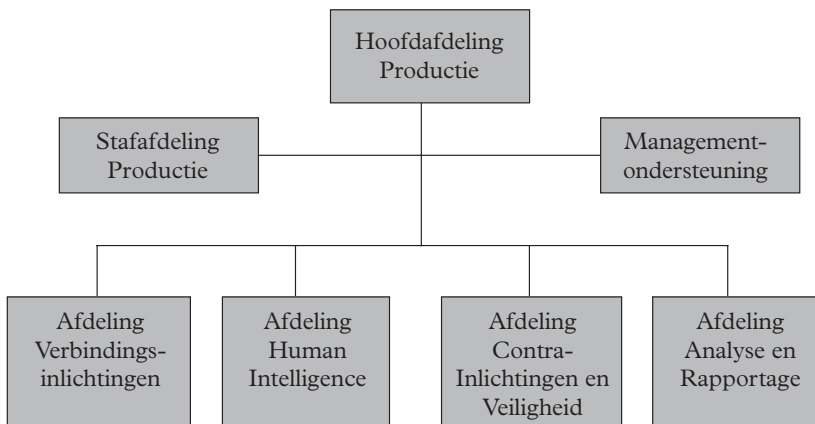 Hoofdafdeling
Productie
Stafafdeling
Productie
Management-
ondersteuning
Afdeling
Verbindings-
inlichtingen
Afdeling
Human
Intelligence
Afdeling
Contra-
Inlichtingen en
Veiligheid
Afdeling
Analyse en
Rapportage